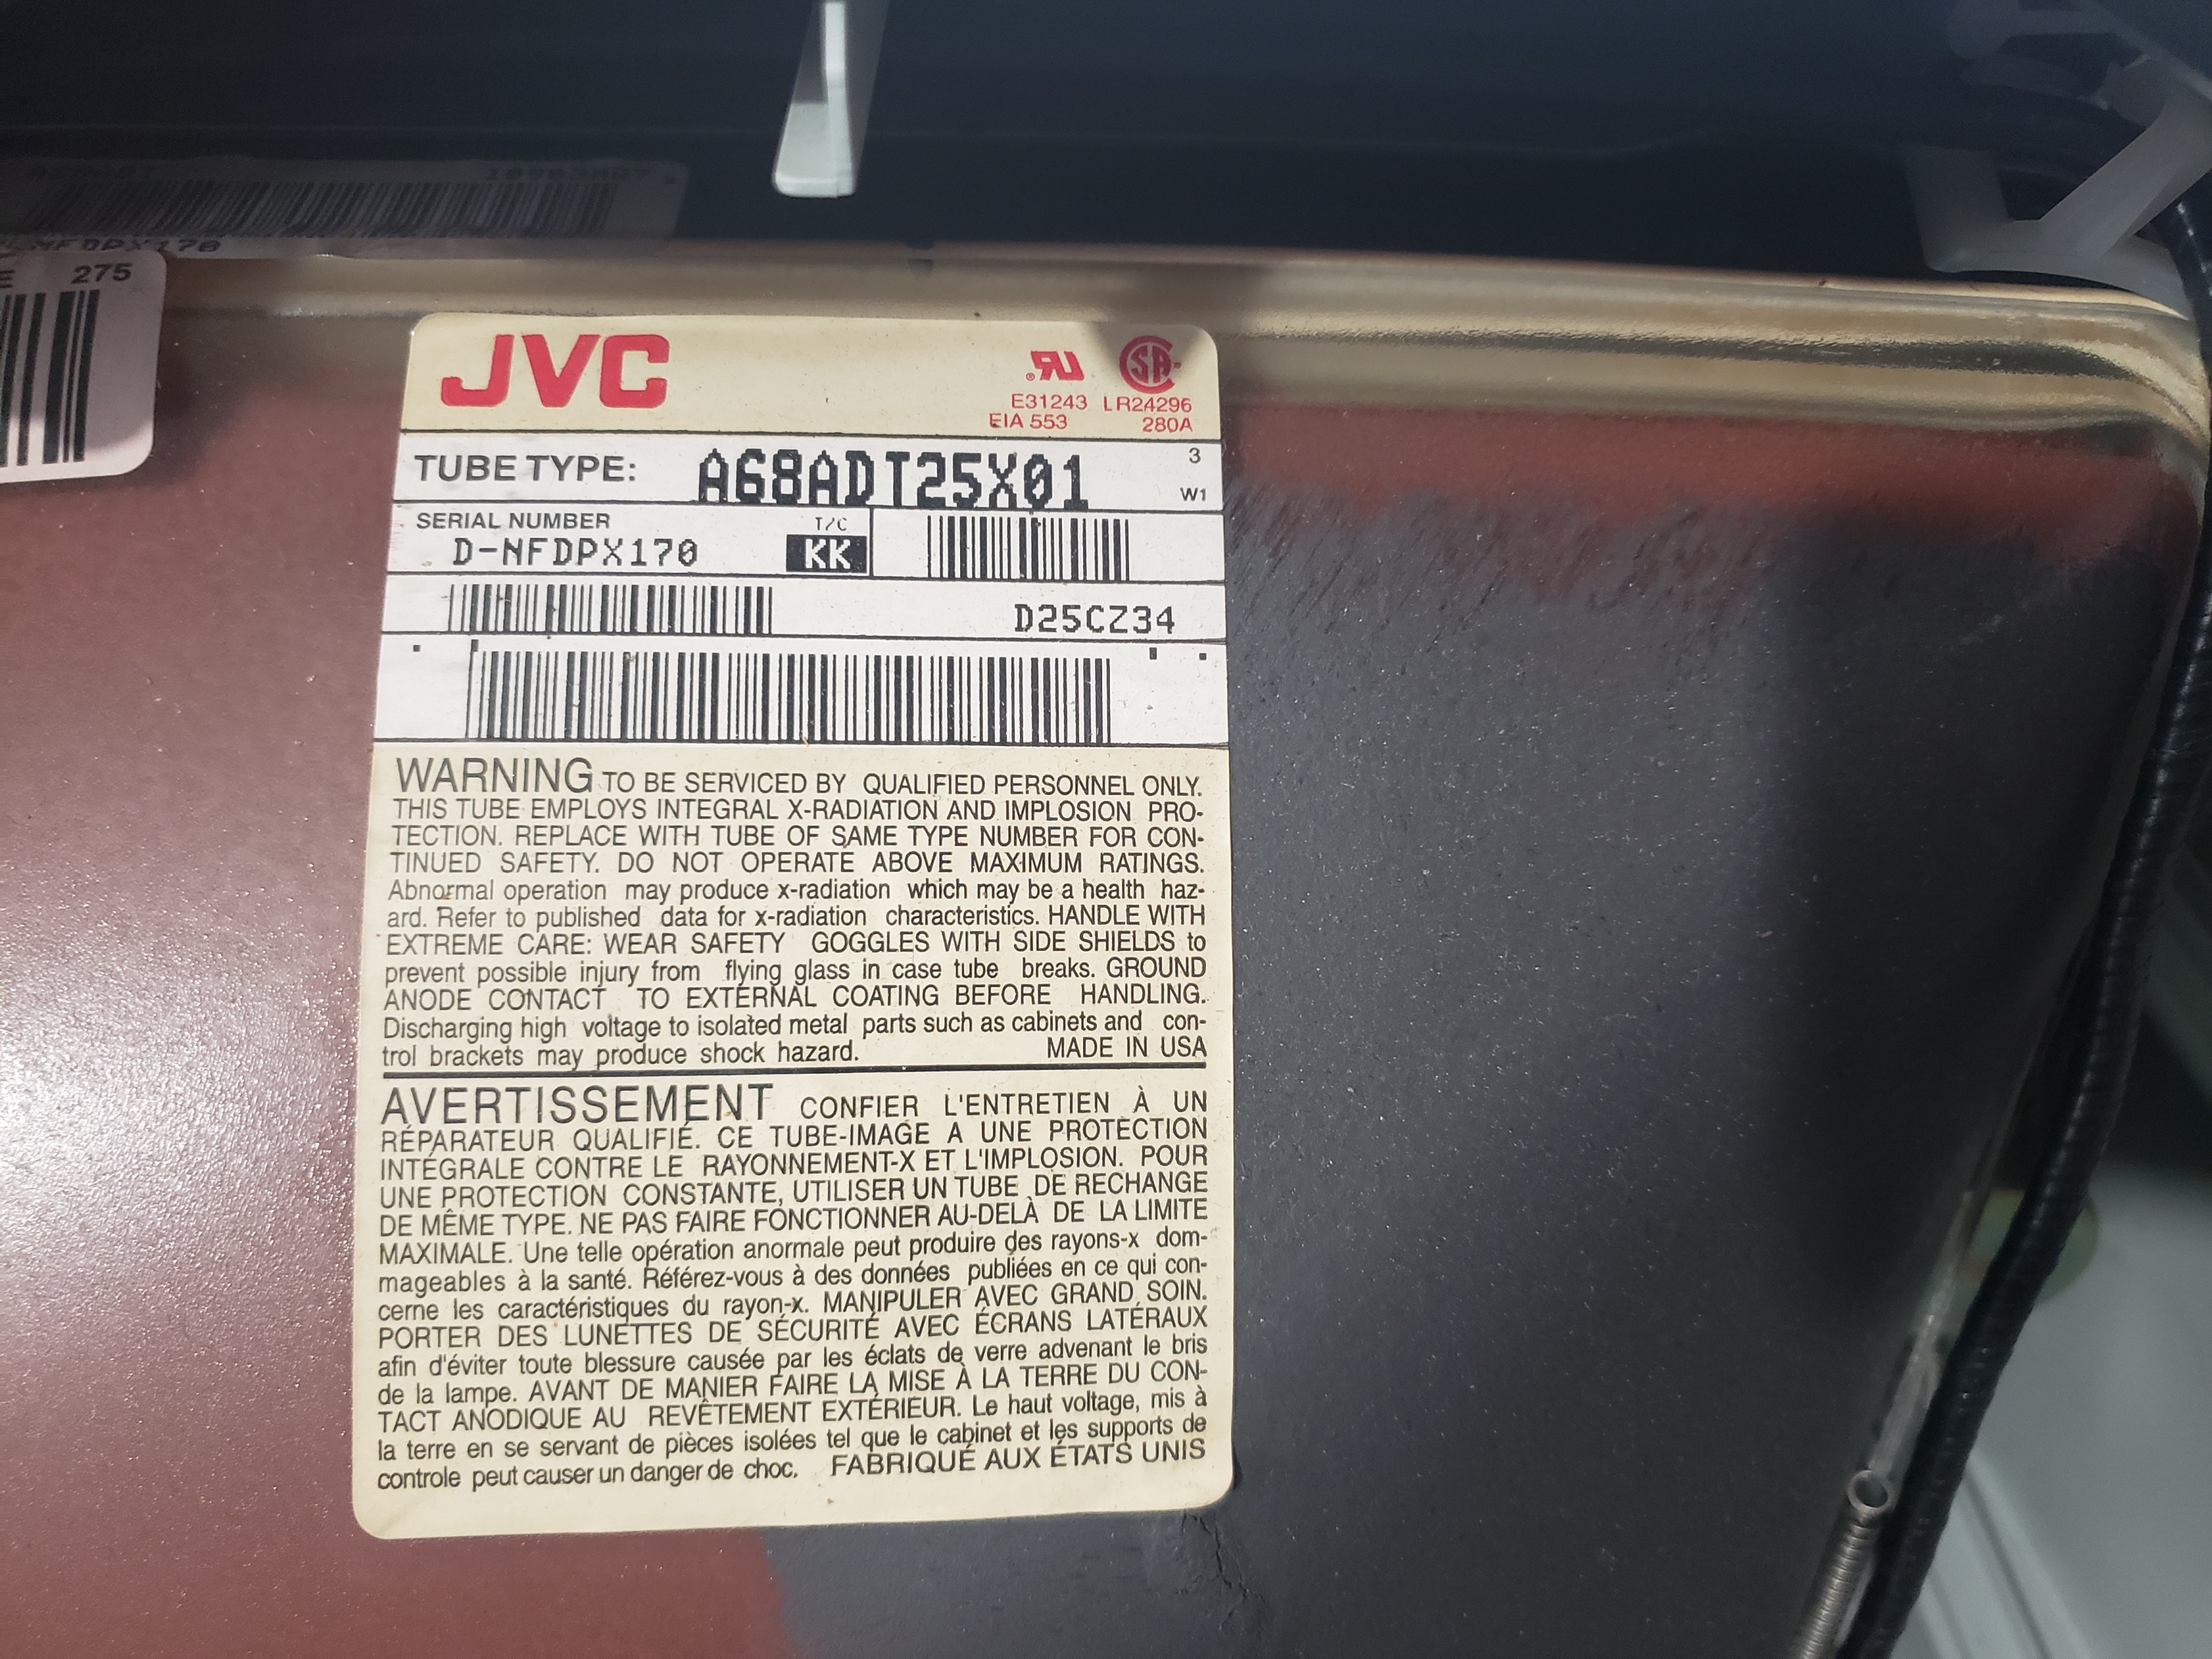 275
JVC
E31243 LR24296
EIA 553 280A
TUBE TYPE: A68ADT25X01 3
W1
SERIAL NUMBER T/C
D-NFDPX170 KK
D25CZ34
WARNING TO BE SERVICED BY QUALIFIED PERSONNEL ONLY.
THIS TUBE EMPLOYS INTEGRAL X-RADIATION AND IMPLOSION PRO-
TECTION. REPLACE WITH TUBE OF SAME TYPE NUMBER FOR CON-
TINUED SAFETY. DO NOT OPERATE ABOVE MAXIMUM RATINGS.
Abnormal operation may produce x-radiation which may be a health haz-
ard. Refer to published data for x-radiation characteristics. HANDLE WITH
EXTREME CARE: WEAR SAFETY GOGGLES WITH SIDE SHIELDS to
prevent possible injury from flying glass in case tube breaks. GROUND
ANODE CONTACT TO EXTERNAL COATING BEFORE HANDLING.
Discharging high voltage to isolated metal parts such as cabinets and con-
trol brackets may produce shock hazard. MADE IN USA
AVERTISSEMENT CONFIER L'ENTRETIEN À UN
RÉPARATEUR QUALIFIÉ. CE TUBE-IMAGE A UNE PROTECTION
INTÉGRALE CONTRE LE RAYONNEMENT-X ET L'IMPLOSION. POUR
UNE PROTECTION CONSTANTE, UTILISER UN TUBE DE RECHANGE
DE MÊME TYPE. NE PAS FAIRE FONCTIONNER AU-DELÀ DE LA LIMITE
MAXIMALE. Une telle opération anormale peut produire des rayons-x dom-
mageables à la santé. Référez-vous à des données publiées en ce qui con-
cerne les caractéristiques du rayon-x. MANIPULER AVEC GRAND SOIN.
PORTER DES LUNETTES DE SÉCURITÉ AVEC ÉCRANS LATÉRAUX
afin d'éviter toute blessure causée par les éclats de verre advenant le bris
de la lampe. AVANT DE MANIER FAIRE LA MISE À LA TERRE DU CON-
TACT ANODIQUE AU REVÊTEMENT EXTÉRIEUR. Le haut voltage, mis à
la terre en se servant de pièces isolées tel que le cabinet et les supports de
controle peut causer un danger de choc. FABRIQUÉ AUX ÉTATS UNIS